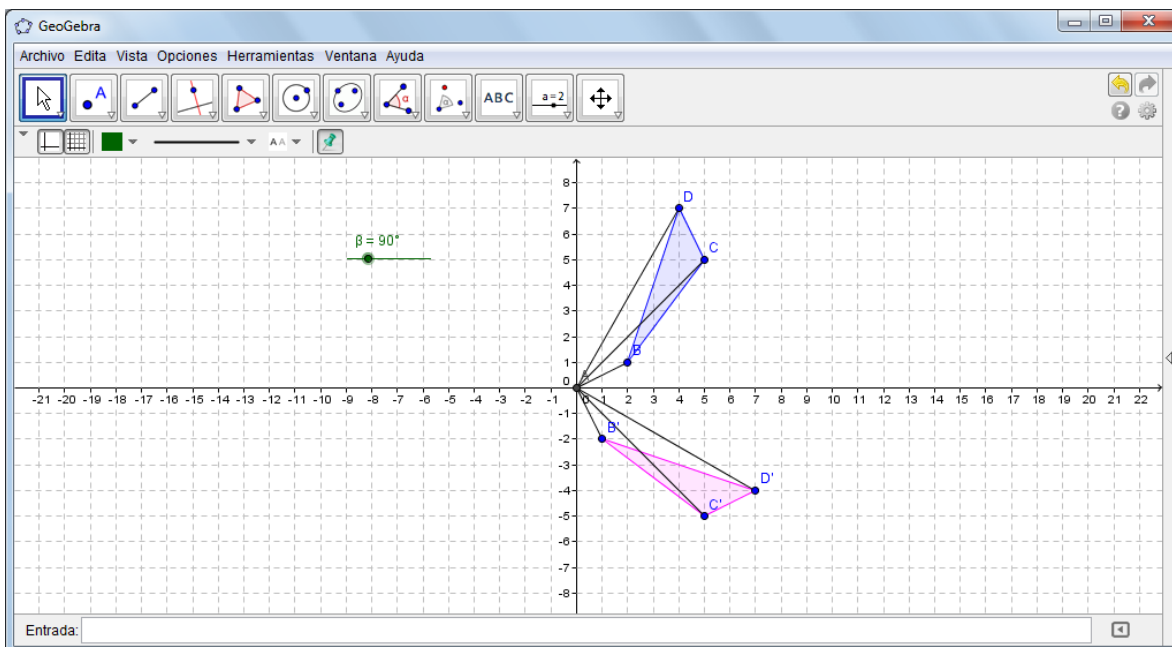 GeoGebra
Archivo Edita Vista Opciones Herramientas Ventana Ayuda
A α α ABC a=2
AA
β = 90°
8
7
6
5
4
3
2
1
0
-1
-2
-3
-4
-5
-6
-7
-8
-21 -20 -19 -18 -17 -16 -15 -14 -13 -12 -11 -10 -9 -8 -7 -6 -5 -4 -3 -2 -1 0 1 2 3 4 5 6 7 8 9 10 11 12 13 14 15 16 17 18 19 20 21 22
D
C
B
A
B'
D'
C'
Entrada: